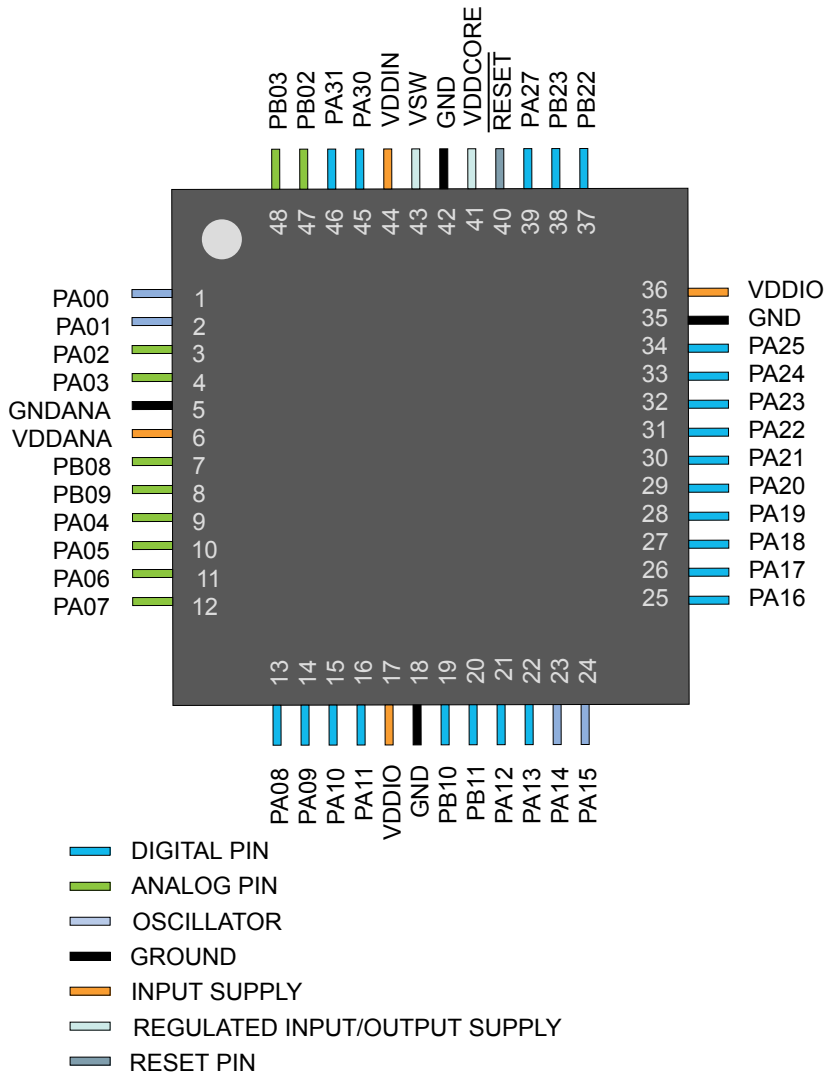 PB03
PB02
PA31
PA30
VDDIN
VSW
GND
VDDCORE
RESET
PA27
PB23
PB22
48
47
46
45
44
43
42
41
40
39
38
37
PA00 1
PA01 2
PA02 3
PA03 4
GNDANA 5
VDDANA 6
PB08 7
PB09 8
PA04 9
PA05 10
PA06 11
PA07 12
36 VDDIO
35 GND
34 PA25
33 PA24
32 PA23
31 PA22
30 PA21
29 PA20
28 PA19
27 PA18
26 PA17
25 PA16
13
14
15
16
17
18
19
20
21
22
23
24
PA08
PA09
PA10
PA11
VDDIO
GND
PB10
PB11
PA12
PA13
PA14
PA15
DIGITAL PIN
ANALOG PIN
OSCILLATOR
GROUND
INPUT SUPPLY
REGULATED INPUT/OUTPUT SUPPLY
RESET PIN